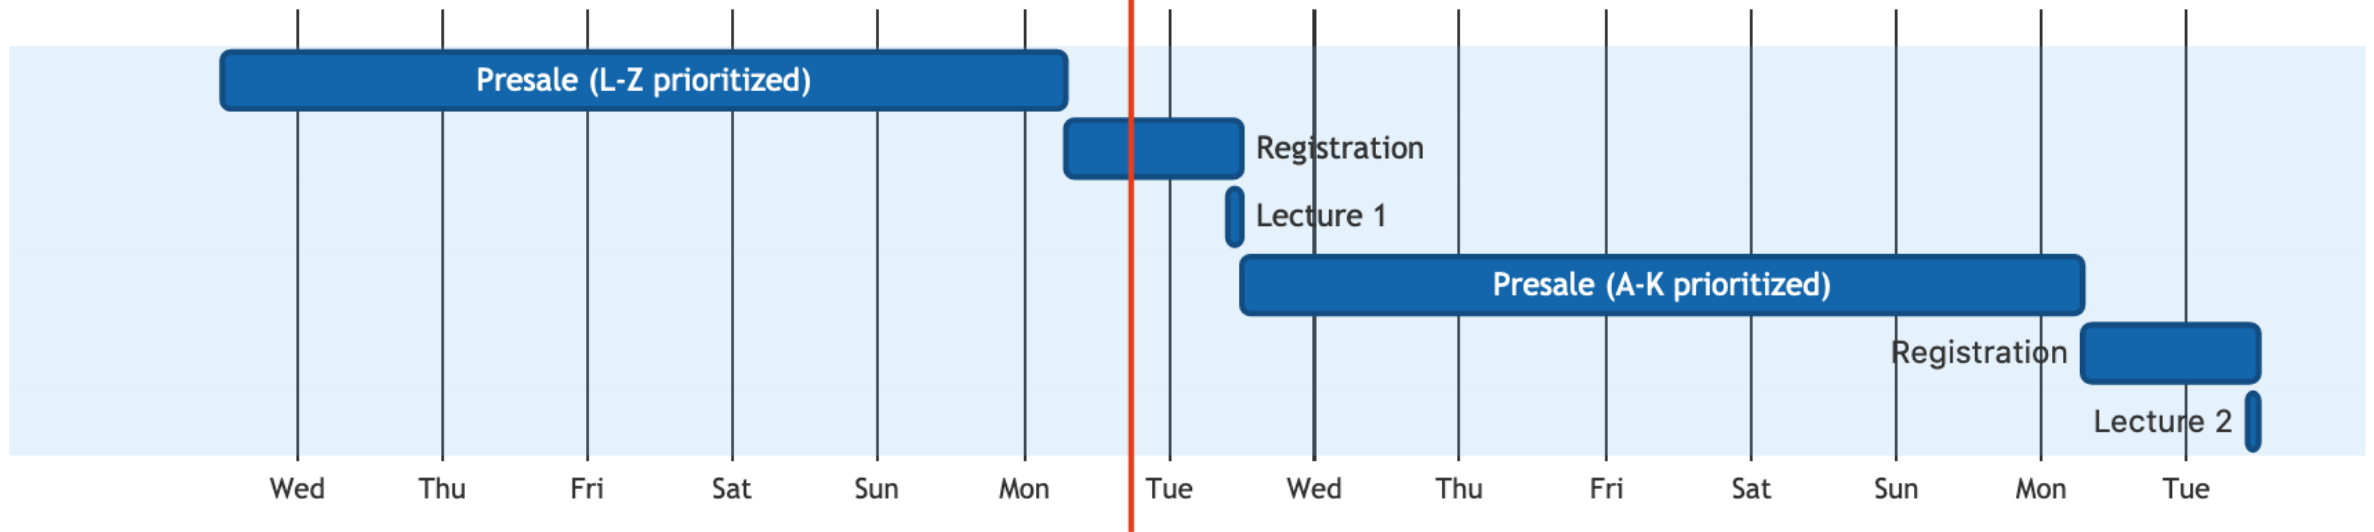 Presale (L-Z prioritized)
Registration
Lecture 1
Presale (A-K prioritized)
Registration
Lecture 2
Wed Thu Fri Sat Sun Mon Tue Wed Thu Fri Sat Sun Mon Tue